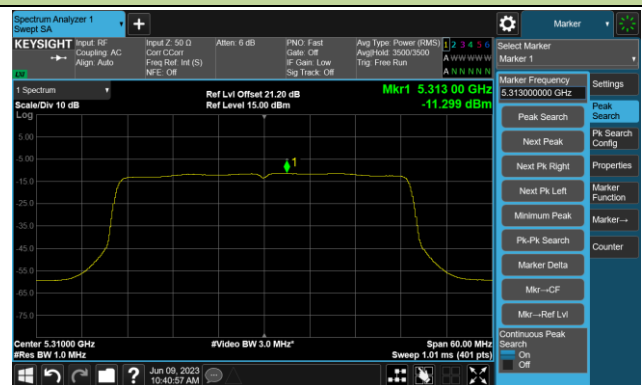 Spectrum Analyzer 1
Swept SA
Marker
KEYSIGHT
Input: RF
Coupling: AC
Align: Auto
Input Z: 50 Ω
Corr CCorr
Freq Ref: Int (S)
NFE: Off
Atten: 6 dB
PNO: Fast
Gate: Off
IF Gain: Low
Sig Track: Off
Avg Type: Power (RMS)
Avg|Hold: 3500/3500
Trig: Free Run
1 2 3 4 5 6
A W W W W W
A N N N N N
LW
Select Marker
Marker 1
1 Spectrum
Scale/Div 10 dB
Log
Ref Lvl Offset 21.20 dB
Ref Level 15.00 dBm
Mkr1 5.313 00 GHz
-11.299 dBm
5.00
-5.00
-15.0
-25.0
-35.0
-45.0
-55.0
-65.0
-75.0
1
Center 5.31000 GHz
#Res BW 1.0 MHz
#Video BW 3.0 MHz*
Span 60.00 MHz
Sweep 1.01 ms (401 pts)
Marker Frequency
5.313000000 GHz
Peak Search
Next Peak
Next Pk Right
Next Pk Left
Minimum Peak
Pk-Pk Search
Marker Delta
Mkr→CF
Mkr→Ref Lvl
Continuous Peak
Search
On
Off
Settings
Peak
Search
Pk Search
Config
Properties
Marker
Function
Marker→
Counter
Jun 09, 2023
10:40:57 AM